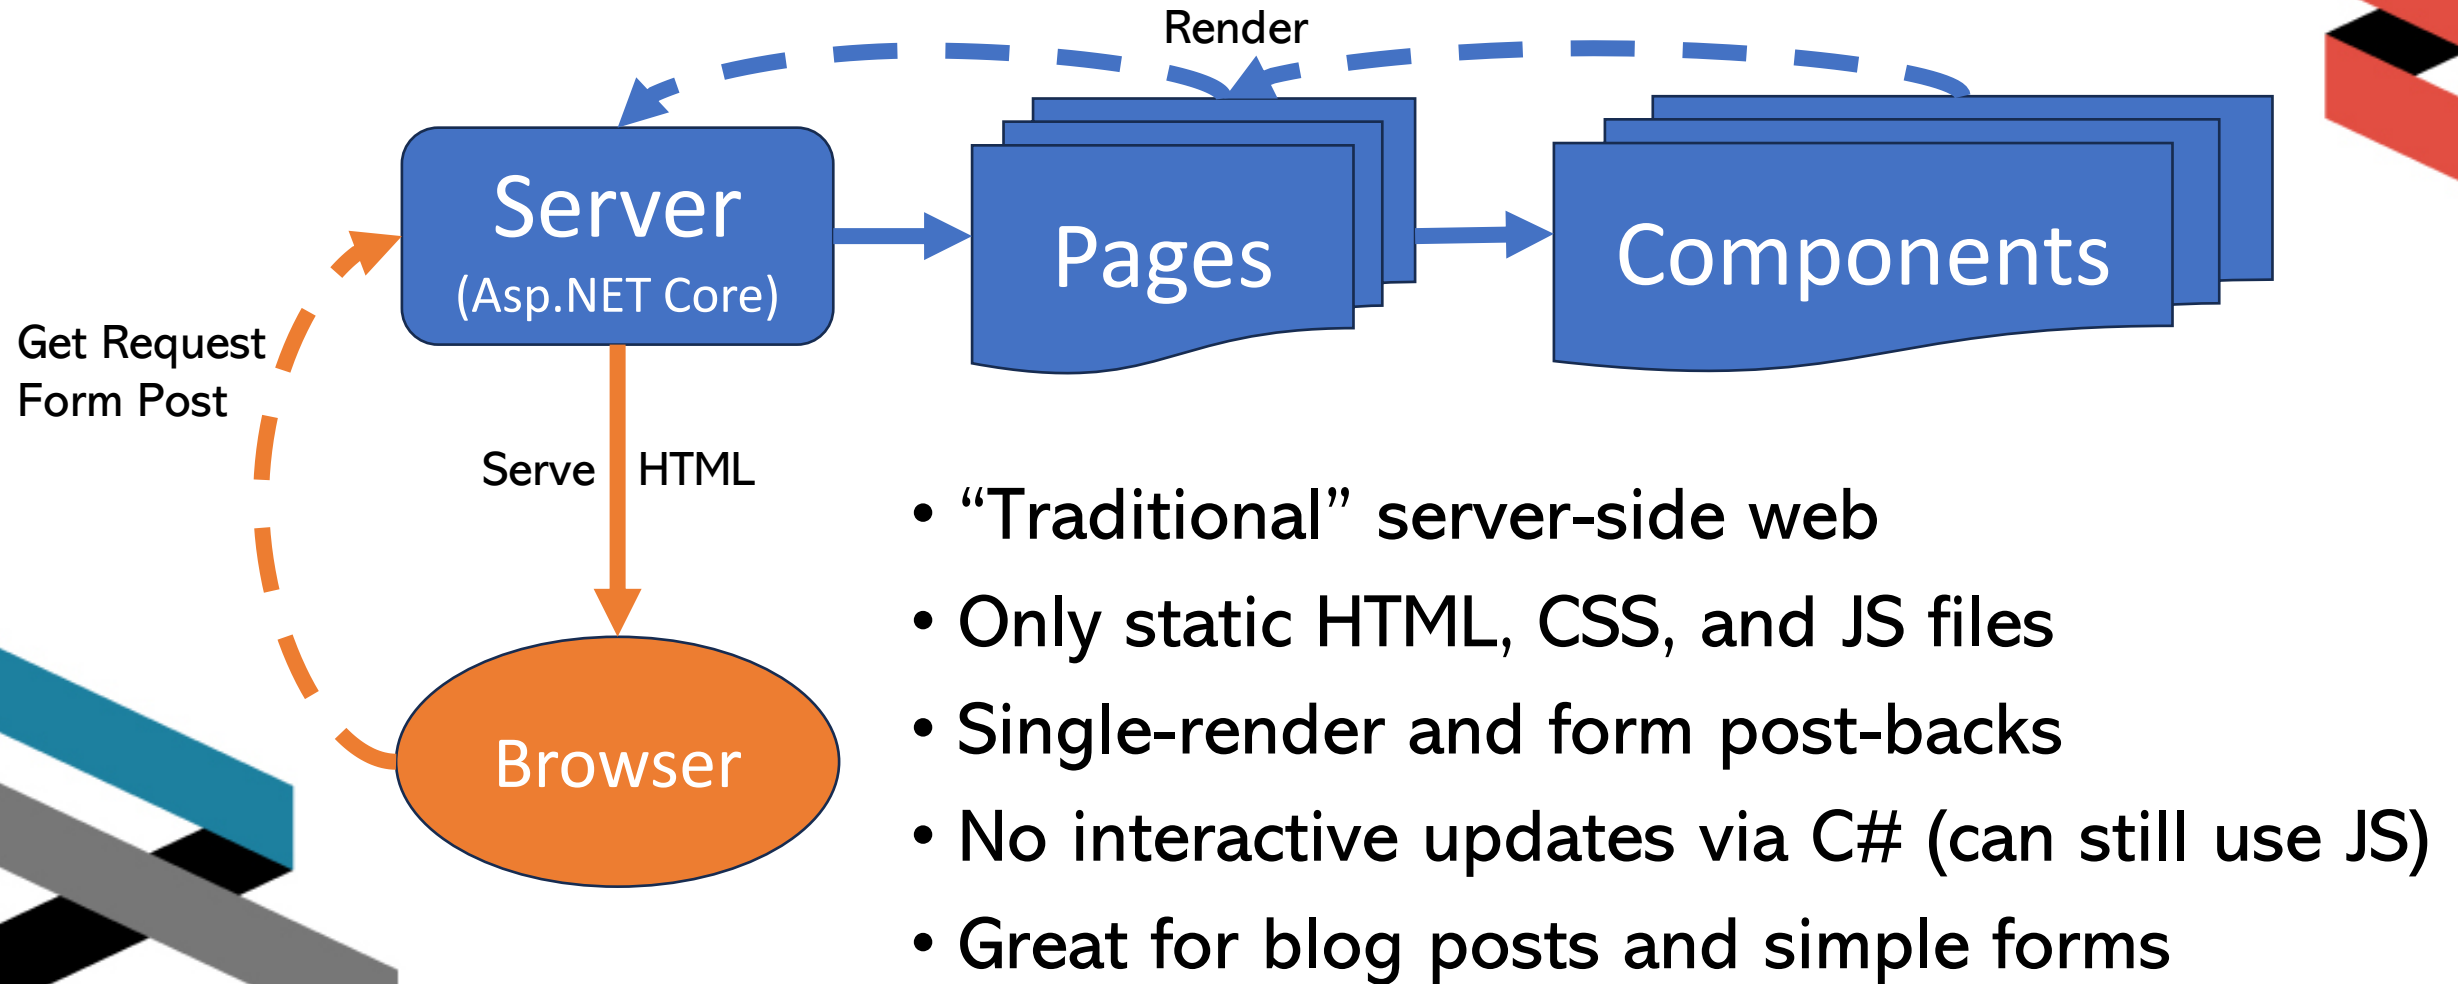 Render
Server
(Asp.NET Core)
Pages
Components
Get Request
Form Post
Serve HTML
Browser
• “Traditional” server-side web
• Only static HTML, CSS, and JS files
• Single-render and form post-backs
• No interactive updates via C# (can still use JS)
• Great for blog posts and simple forms